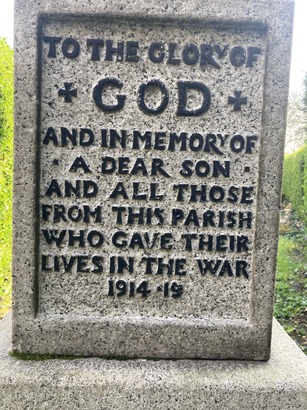 TO THE GLORY OF
+ GOD +
AND IN MEMORY OF
· A DEAR SON ·
AND ALL THOSE
FROM THIS PARISH
WHO GAVE THEIR
LIVES IN THE WAR
1914 · 19